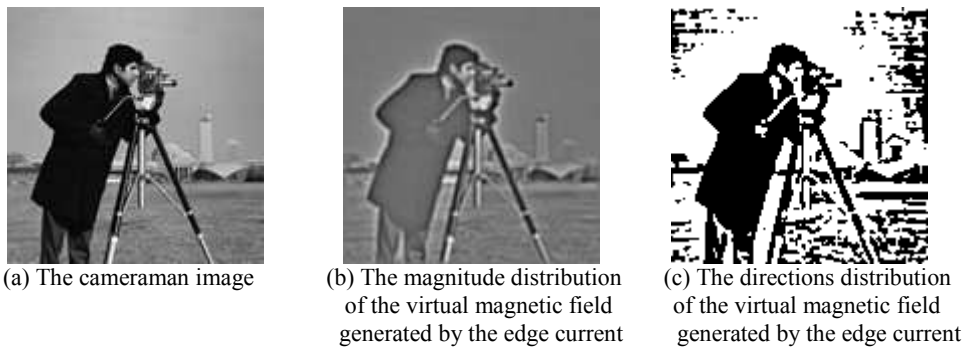 (a) The cameraman image
(b) The magnitude distribution
of the virtual magnetic field
generated by the edge current
(c) The directions distribution
of the virtual magnetic field
generated by the edge current